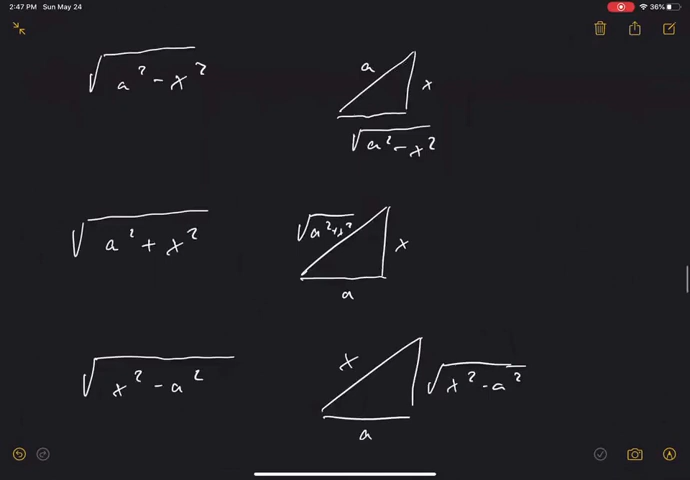 2:47 PM Sun May 24 36%
√(a² - x²)
a
x
√(a² - x²)
√(a² + x²)
√(a² + x²)
x
a
√(x² - a²)
x
√(x² - a²)
a